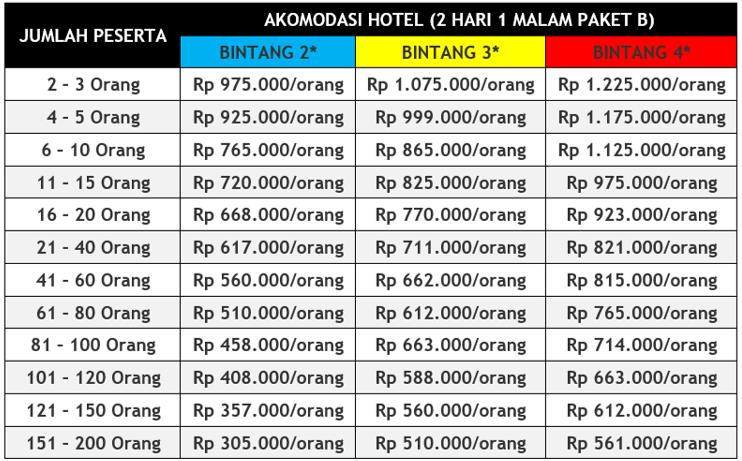 JUMLAH PESERTA
AKOMODASI HOTEL (2 HARI 1 MALAM PAKET B)
BINTANG 2* BINTANG 3* BINTANG 4*
2 – 3 Orang Rp 975.000/orang Rp 1.075.000/orang Rp 1.225.000/orang
4 – 5 Orang Rp 925.000/orang Rp 999.000/orang Rp 1.175.000/orang
6 – 10 Orang Rp 765.000/orang Rp 865.000/orang Rp 1.125.000/orang
11 – 15 Orang Rp 720.000/orang Rp 825.000/orang Rp 975.000/orang
16 – 20 Orang Rp 668.000/orang Rp 770.000/orang Rp 923.000/orang
21 – 40 Orang Rp 617.000/orang Rp 711.000/orang Rp 821.000/orang
41 – 60 Orang Rp 560.000/orang Rp 662.000/orang Rp 815.000/orang
61 – 80 Orang Rp 510.000/orang Rp 612.000/orang Rp 765.000/orang
81 – 100 Orang Rp 458.000/orang Rp 663.000/orang Rp 714.000/orang
101 – 120 Orang Rp 408.000/orang Rp 588.000/orang Rp 663.000/orang
121 – 150 Orang Rp 357.000/orang Rp 560.000/orang Rp 612.000/orang
151 – 200 Orang Rp 305.000/orang Rp 510.000/orang Rp 561.000/orang